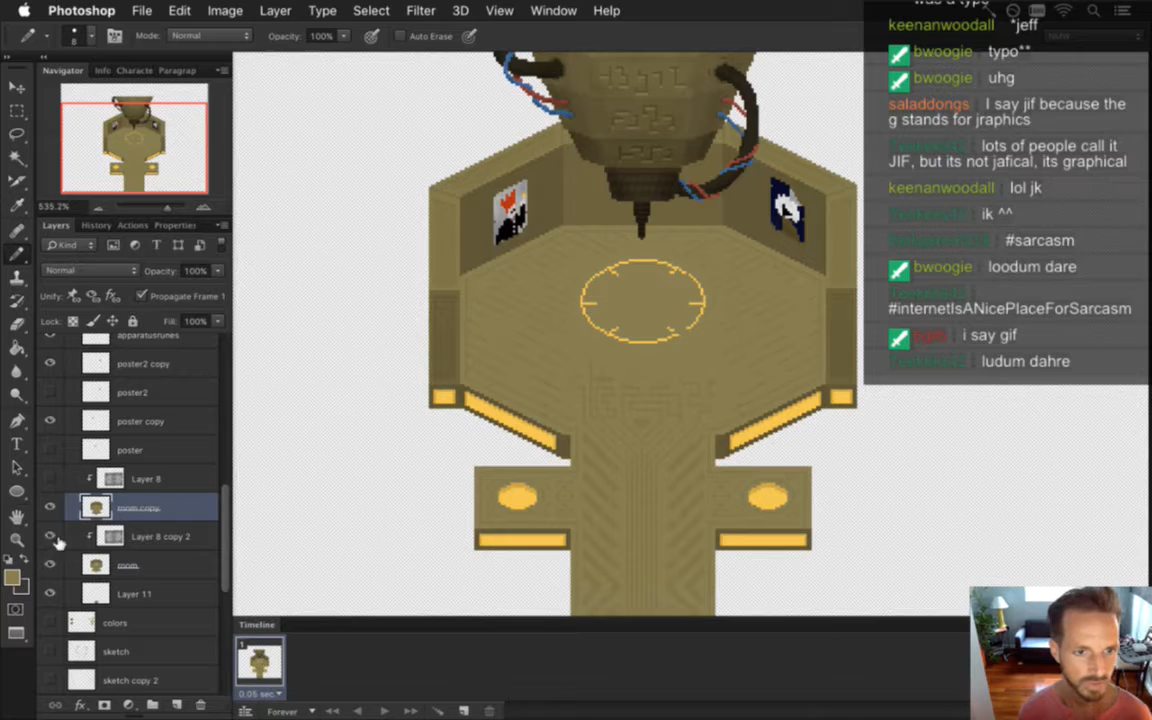 Photoshop File Edit Image Layer Type Select Filter 3D View Window Help
was a typo
Mode: Normal Opacity: 100% Auto Erase
keenanwoodall *jeff
bwoogie typo**
bwoogie uhg
saladdongs I say jif because the
g stands for jraphics
lots of people call it
JIF, but its not jafical, its graphical
keenanwoodall lol jk
ik ^^
#sarcasm
bwoogie loodum dare
#internetIsANicePlaceForSarcasm
i say gif
ludum dahre
Navigator Info Characte Paragrap
535.2%
Layers History Actions Properties
Kind
Normal Opacity: 100%
Unify: Propagate Frame 1
Lock: Fill: 100%
apparatusrunes
poster2 copy
poster2
poster copy
poster
Layer 8
room copy
Layer 8 copy 2
room
Layer 11
colors
sketch
sketch copy 2
Timeline
1
0.05 sec.
Forever